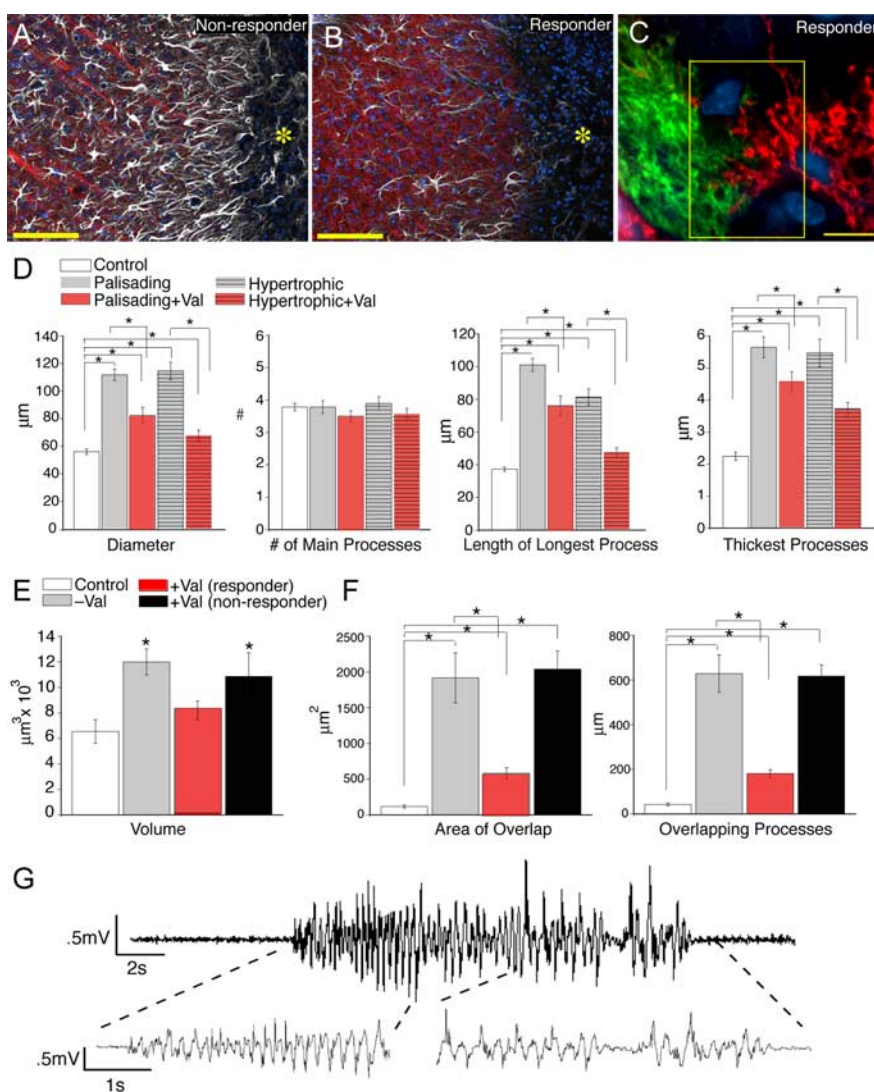 A
Non-responder
B
Responder
C
Responder
D
Control
Palisading
Hypertrophic
Palisading+Val
Hypertrophic+Val
μm
140
120
100
80
60
40
20
0
* * * * * *
Diameter
#
6
5
4
3
2
1
0
# of Main Processes
120
100
80
60
40
20
0
* * * * * *
Length of Longest Process
μm
6
5
4
3
2
1
0
* * * * * *
Thickest Processes
E
Control
+Val (responder)
–Val
+Val (non-responder)
μm³ x 10³
14
12
10
8
6
4
2
0
* *
Volume
F
μm²
2500
2000
1500
1000
500
0
* * * *
Area of Overlap
μm
800
600
400
200
0
* * * *
Overlapping Processes
G
.5mV
2s
.5mV
1s